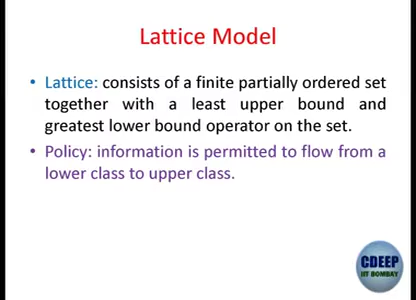 Lattice Model
• Lattice: consists of a finite partially ordered set
together with a least upper bound and
greatest lower bound operator on the set.
• Policy: information is permitted to flow from a
lower class to upper class.
CDEEP
IIT BOMBAY